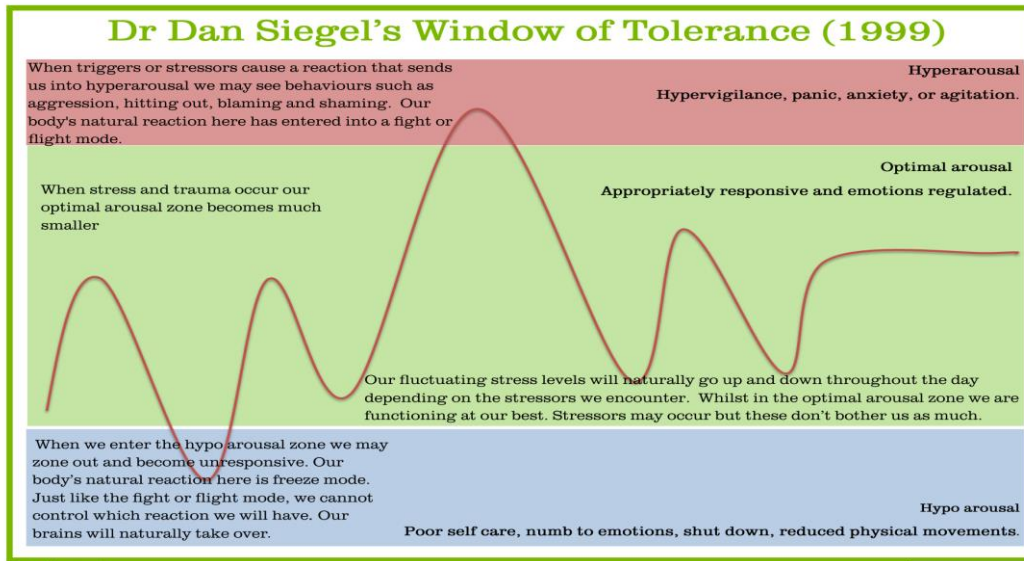 Dr Dan Siegel's Window of Tolerance (1999)
When triggers or stressors cause a reaction that sends
us into hyperarousal we may see behaviours such as
aggression, hitting out, blaming and shaming.  Our
body's natural reaction here has entered into a fight or
flight mode.
Hyperarousal
Hypervigilance, panic, anxiety, or agitation.
When stress and trauma occur our
optimal arousal zone becomes much
smaller
Optimal arousal
Appropriately responsive and emotions regulated.
Our fluctuating stress levels will naturally go up and down throughout the day
depending on the stressors we encounter.  Whilst in the optimal arousal zone we are
functioning at our best. Stressors may occur but these don't bother us as much.
When we enter the hypo arousal zone we may
zone out and become unresponsive. Our
body's natural reaction here is freeze mode.
Just like the fight or flight mode, we cannot
control which reaction we will have. Our
brains will naturally take over.
Hypo arousal
Poor self care, numb to emotions, shut down, reduced physical movements.